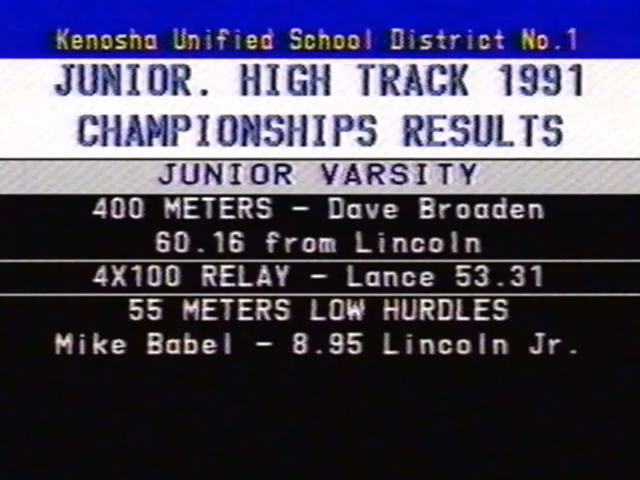 Kenosha Unified School District No.1
JUNIOR. HIGH TRACK 1991
CHAMPIONSHIPS RESULTS
JUNIOR VARSITY
400 METERS - Dave Broaden
60.16 from Lincoln
4X100 RELAY - Lance 53.31
55 METERS LOW HURDLES
Mike Babel - 8.95 Lincoln Jr.